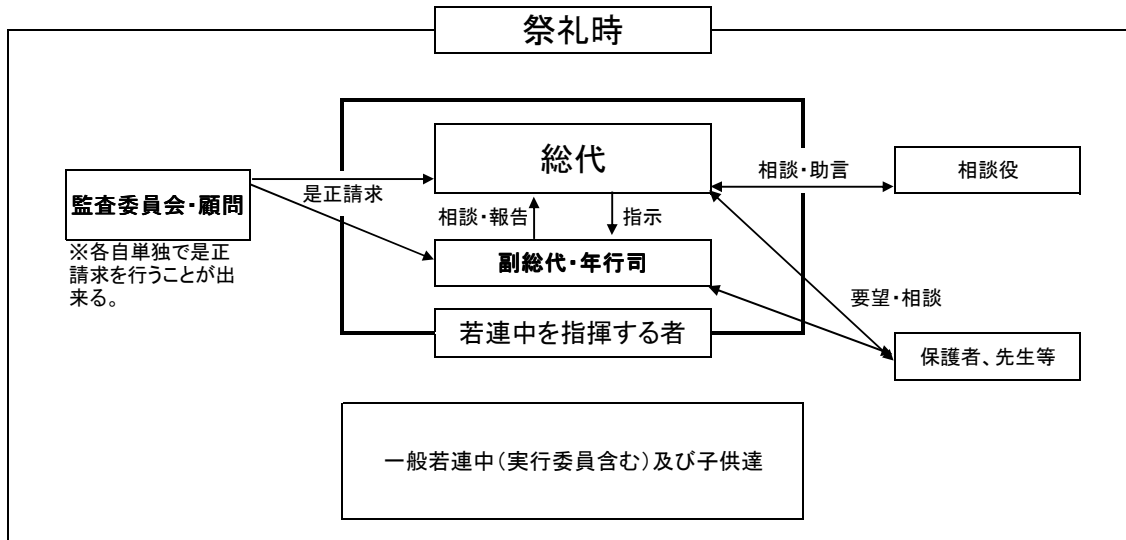 祭礼時
総代
相談・助言
相談役
監査委員会・顧問
是正請求
相談・報告
指示
※各自単独で是正
請求を行うことが出
来る。
副総代・年行司
要望・相談
若連中を指揮する者
保護者、先生等
一般若連中（実行委員含む）及び子供達